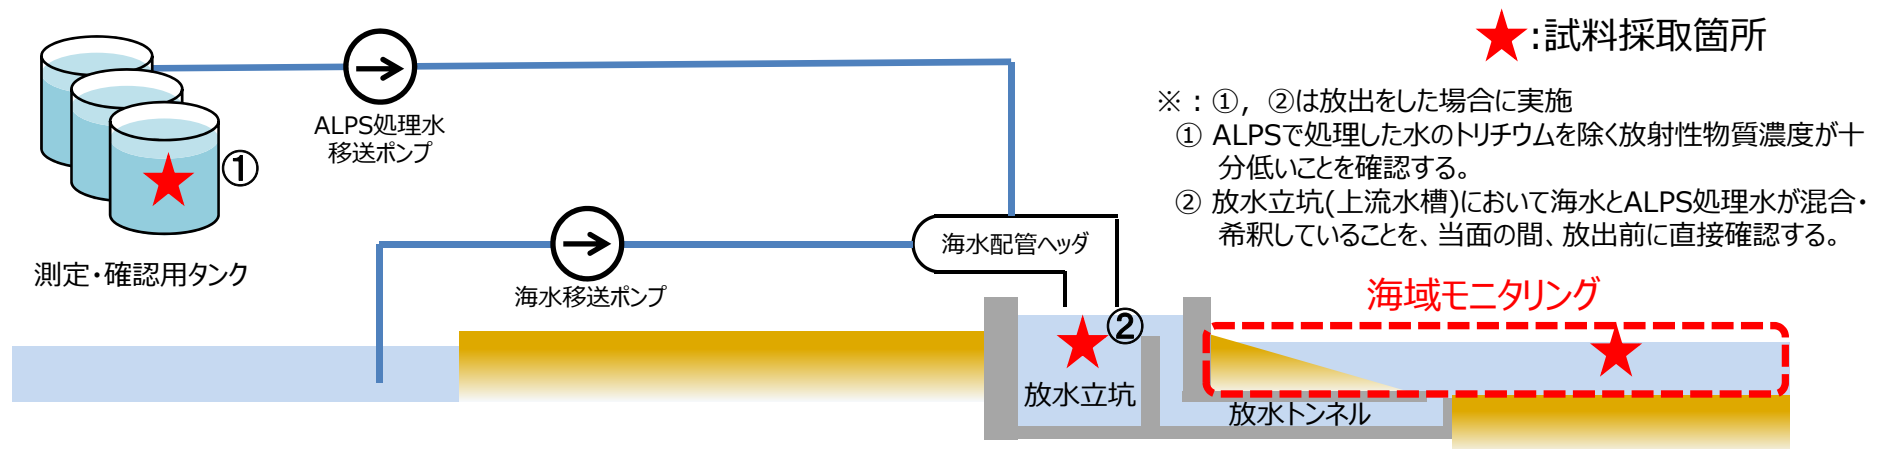 ★:試料採取箇所
※：①，②は放出をした場合に実施
① ALPSで処理した水のトリチウムを除く放射性物質濃度が十
分低いことを確認する。
② 放水立坑(上流水槽)において海水とALPS処理水が混合・
希釈していることを、当面の間、放出前に直接確認する。
ALPS処理水
移送ポンプ
①
測定・確認用タンク
海水配管ヘッダ
海水移送ポンプ
海域モニタリング
②
放水立坑
放水トンネル